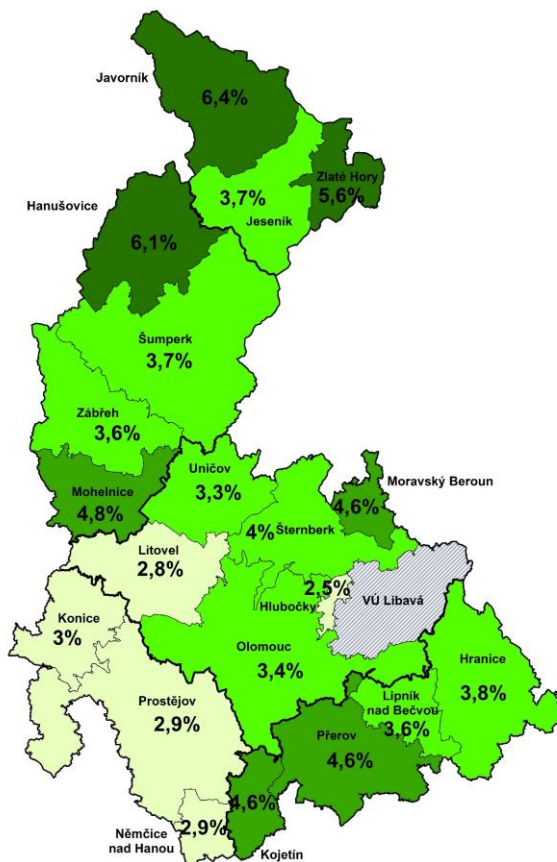 Javorník
6,4%
Zlaté Hory
5,6%
3,7%
Jeseník
Hanušovice
6,1%
Šumperk
3,7%
Zábřeh
3,6%
Mohelnice
4,8%
Uničov
3,3%
Moravský Beroun
4,6%
4%
Šternberk
Litovel
2,8%
2,5%
Hlubočky
VÚ Libavá
Konice
3%
Olomouc
3,4%
Hranice
3,8%
Lipník
nad Bečvou
3,6%
Prostějov
2,9%
Přerov
4,6%
4,6%
Kojetín
2,9%
Němčice
nad Hanou